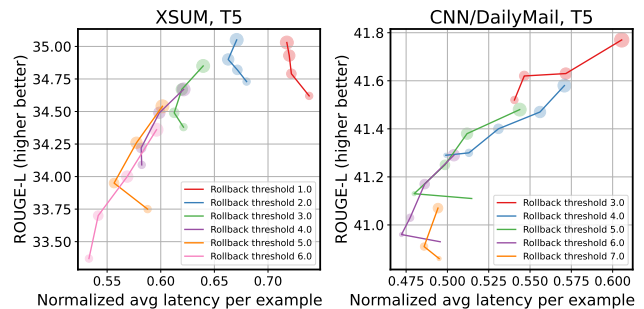 XSUM, T5
ROUGE-L (higher better)
35.00
34.75
34.50
34.25
34.00
33.75
33.50
Rollback threshold 1.0
Rollback threshold 2.0
Rollback threshold 3.0
Rollback threshold 4.0
Rollback threshold 5.0
Rollback threshold 6.0
0.55
0.60
0.65
0.70
Normalized avg latency per example
CNN/DailyMail, T5
ROUGE-L (higher better)
41.8
41.6
41.4
41.2
41.0
Rollback threshold 3.0
Rollback threshold 4.0
Rollback threshold 5.0
Rollback threshold 6.0
Rollback threshold 7.0
0.475
0.500
0.525
0.550
0.575
0.600
Normalized avg latency per example